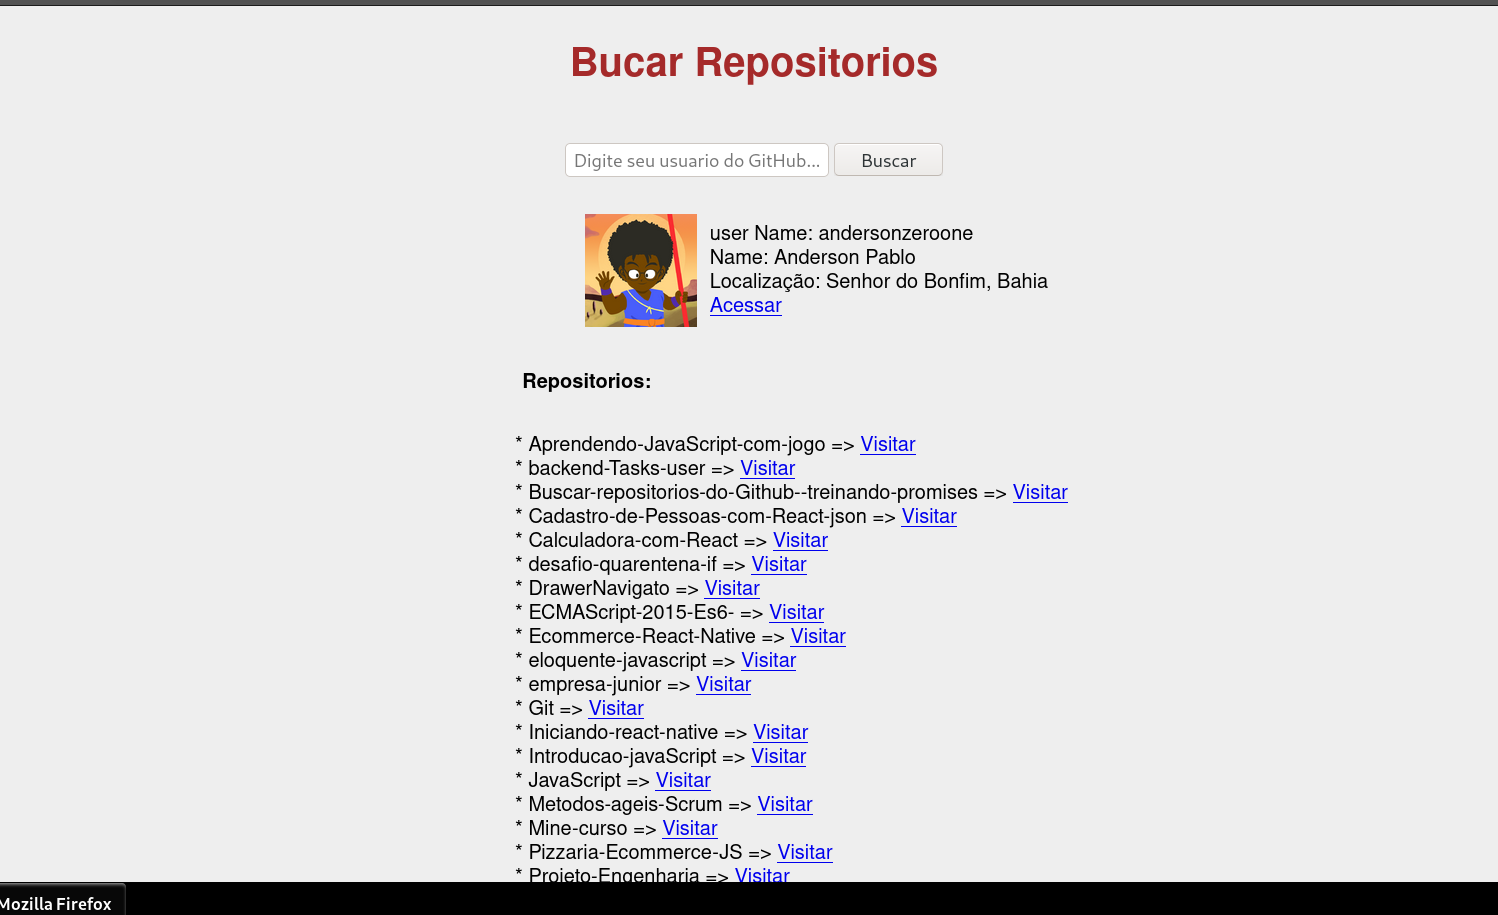 Bucar Repositorios
Digite seu usuario do GitHub... Buscar
user Name: andersonzeroone
Name: Anderson Pablo
Localização: Senhor do Bonfim, Bahia
Acessar
Repositorios:
* Aprendendo-JavaScript-com-jogo => Visitar
* backend-Tasks-user => Visitar
* Buscar-repositorios-do-Github--treinando-promises => Visitar
* Cadastro-de-Pessoas-com-React-json => Visitar
* Calculadora-com-React => Visitar
* desafio-quarentena-if => Visitar
* DrawerNavigato => Visitar
* ECMAScript-2015-Es6- => Visitar
* Ecommerce-React-Native => Visitar
* eloquente-javascript => Visitar
* empresa-junior => Visitar
* Git => Visitar
* Iniciando-react-native => Visitar
* Introducao-javaScript => Visitar
* JavaScript => Visitar
* Metodos-ageis-Scrum => Visitar
* Mine-curso => Visitar
* Pizzaria-Ecommerce-JS => Visitar
* Projeto-Engenharia => Visitar
Mozilla Firefox